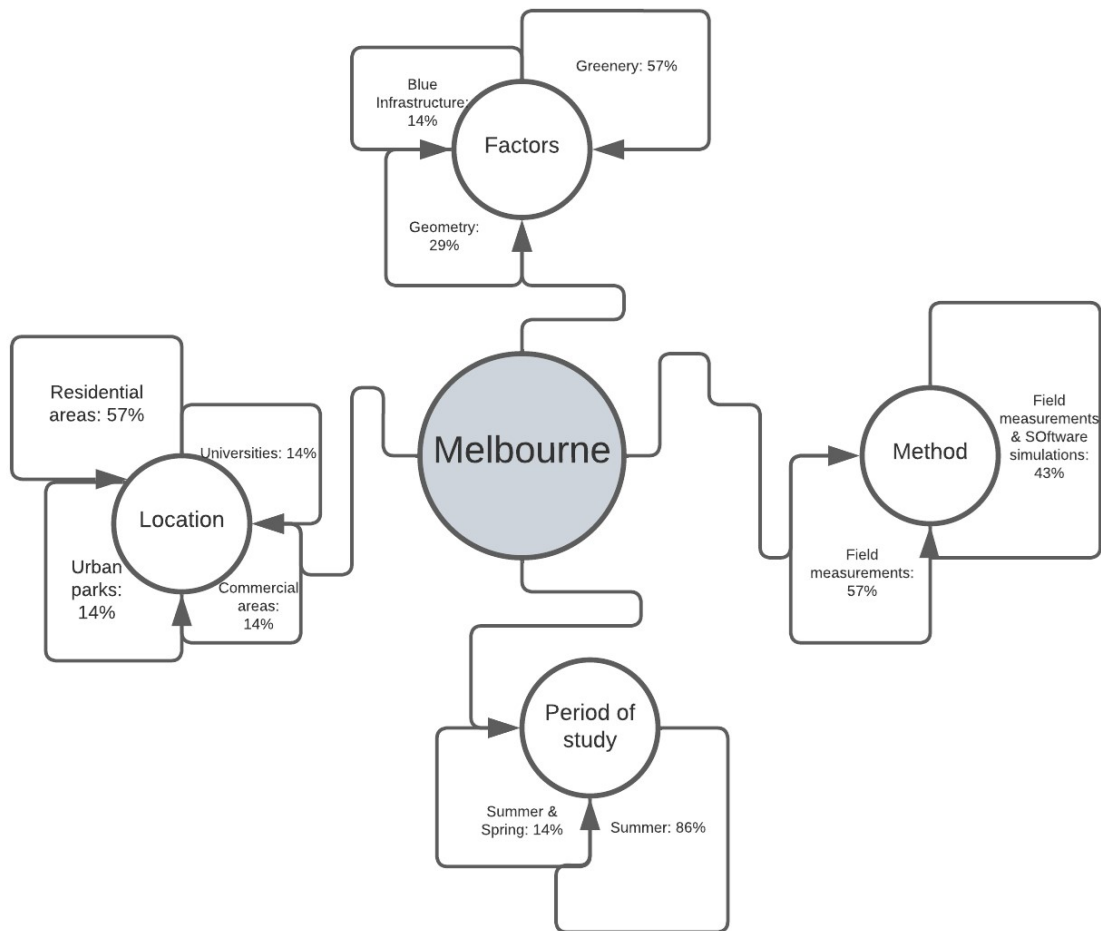 Greenery: 57%
Blue
Infrastructure:
14%
Factors
Geometry:
29%
Residential
areas: 57%
Universities: 14%
Location
Urban
parks:
14%
Commercial
areas:
14%
Melbourne
Method
Field
measurements
& SOftware
simulations:
43%
Field
measurements:
57%
Period of
study
Summer &
Spring: 14%
Summer: 86%